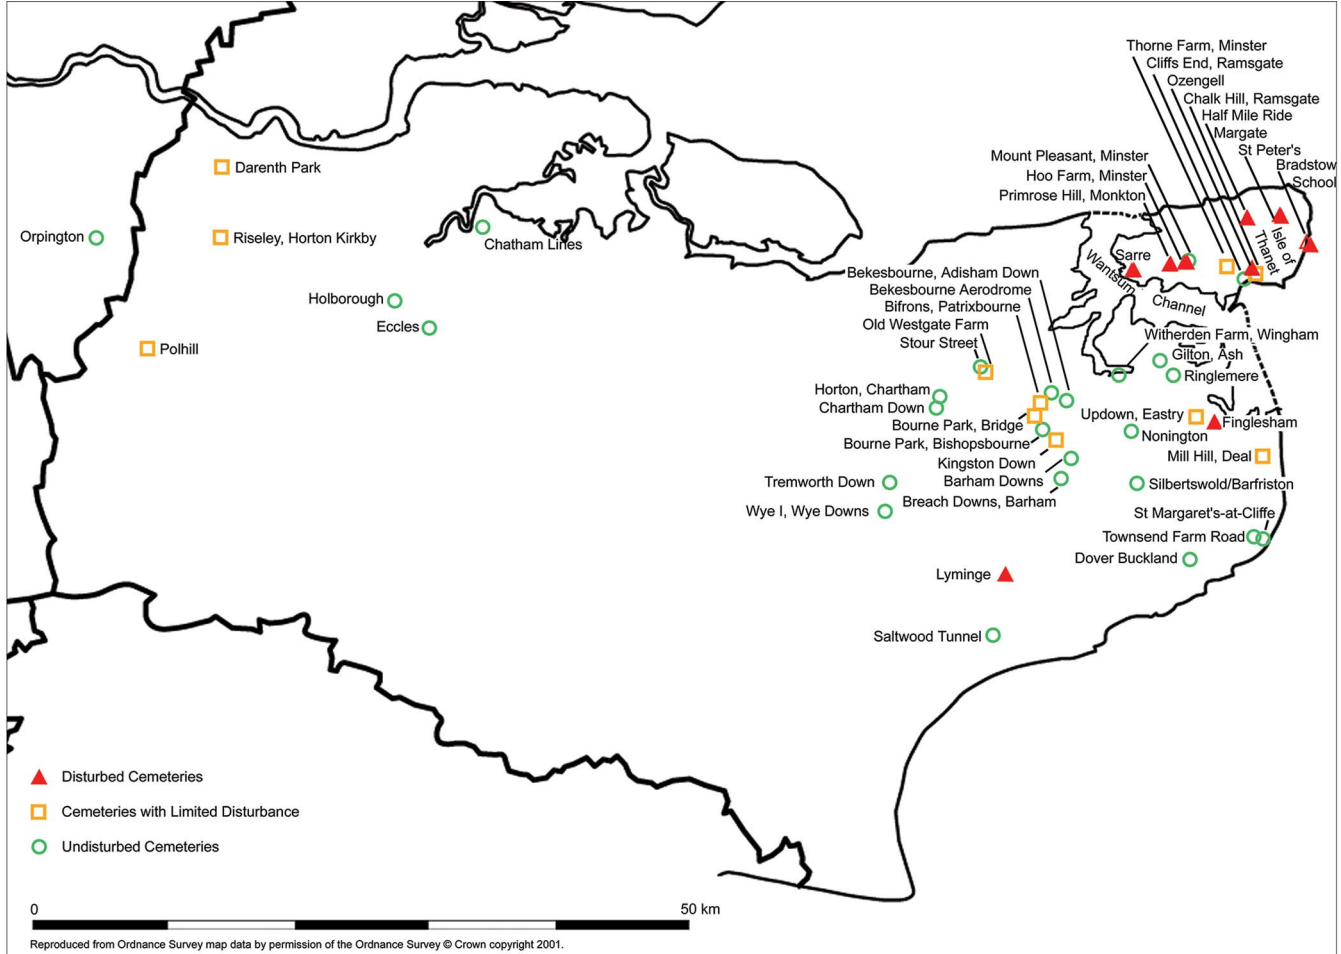 Thorne Farm, Minster
Cliffs End, Ramsgate
Ozengell
Chalk Hill, Ramsgate
Half Mile Ride
Margate
St Peter's
Bradstow
School
Mount Pleasant, Minster
Hoo Farm, Minster
Primrose Hill, Monkton
Darenth Park
Orpington
Riseley, Horton Kirkby
Chatham Lines
Isle of
Thanet
Sarre
Wantsum
Channel
Holborough
Eccles
Polhill
Bekesbourne, Adisham Down
Bekesbourne Aerodrome
Bifrons, Patrixbourne
Old Westgate Farm
Stour Street
Witherden Farm, Wingham
Gilton, Ash
Ringlemere
Horton, Chartham
Chartham Down
Bourne Park, Bridge
Bourne Park, Bishopsbourne
Kingston Down
Barham Downs
Breach Downs, Barham
Updown, Eastry
Finglesham
Nonington
Mill Hill, Deal
Tremworth Down
Wye I, Wye Downs
Silbertswold/Barfriston
St Margaret's-at-Cliffe
Townsend Farm Road
Dover Buckland
Lyminge
Saltwood Tunnel
Disturbed Cemeteries
Cemeteries with Limited Disturbance
Undisturbed Cemeteries
0 50 km
Reproduced from Ordnance Survey map data by permission of the Ordnance Survey © Crown copyright 2001.